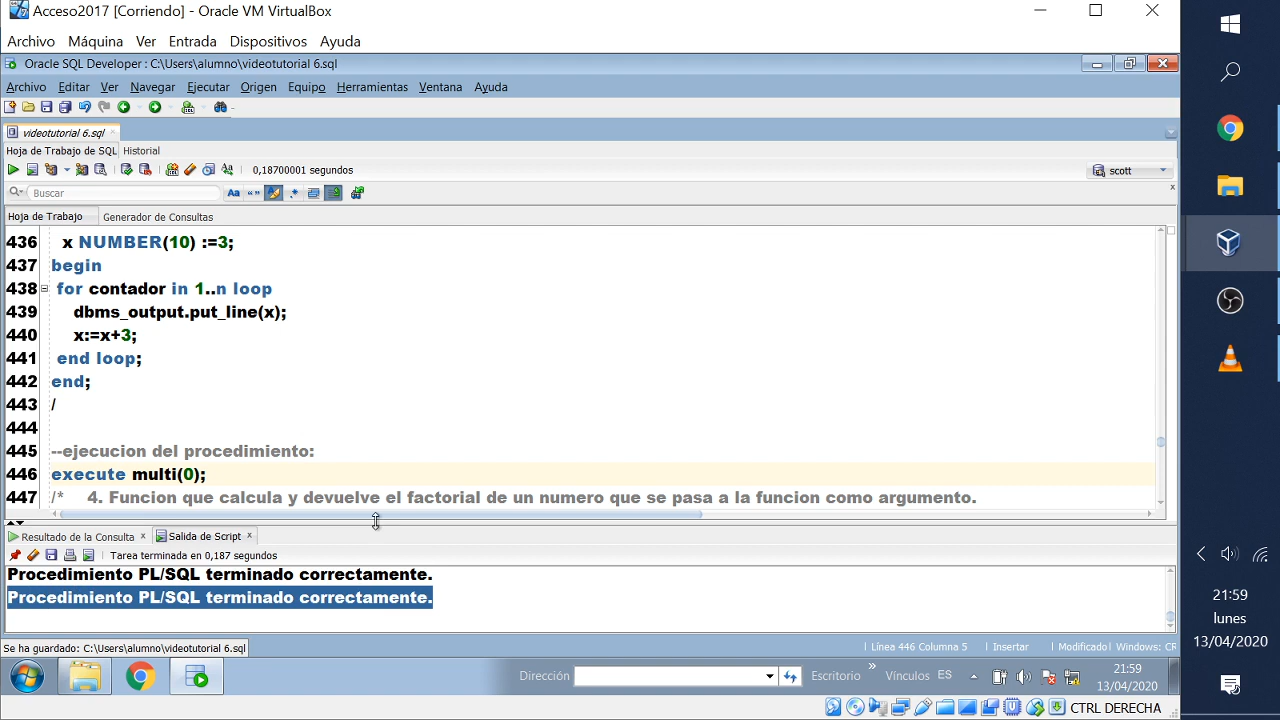 Acceso2017 [Corriendo] - Oracle VM VirtualBox
Archivo Máquina Ver Entrada Dispositivos Ayuda
Oracle SQL Developer : C:\Users\alumno\videotutorial 6.sql
Archivo Editar Ver Navegar Ejecutar Origen Equipo Herramientas Ventana Ayuda
videotutorial 6.sql
Hoja de Trabajo de SQL Historial
0,18700001 segundos
scott
Buscar
Hoja de Trabajo Generador de Consultas
436 x NUMBER(10) :=3;
437 begin
438 for contador in 1..n loop
439 dbms_output.put_line(x);
440 x:=x+3;
441 end loop;
442 end;
443 /
444
445 --ejecucion del procedimiento:
446 execute multi(0);
447 /* 4. Funcion que calcula y devuelve el factorial de un numero que se pasa a la funcion como argumento.
Resultado de la Consulta x Salida de Script x
Tarea terminada en 0,187 segundos
Procedimiento PL/SQL terminado correctamente.
Procedimiento PL/SQL terminado correctamente.
Se ha guardado: C:\Users\alumno\videotutorial 6.sql
Línea 446 Columna 5 Insertar Modificado Windows: CR
Dirección Escritorio Vínculos ES 21:59
13/04/2020
CTRL DERECHA
21:59
lunes
13/04/2020